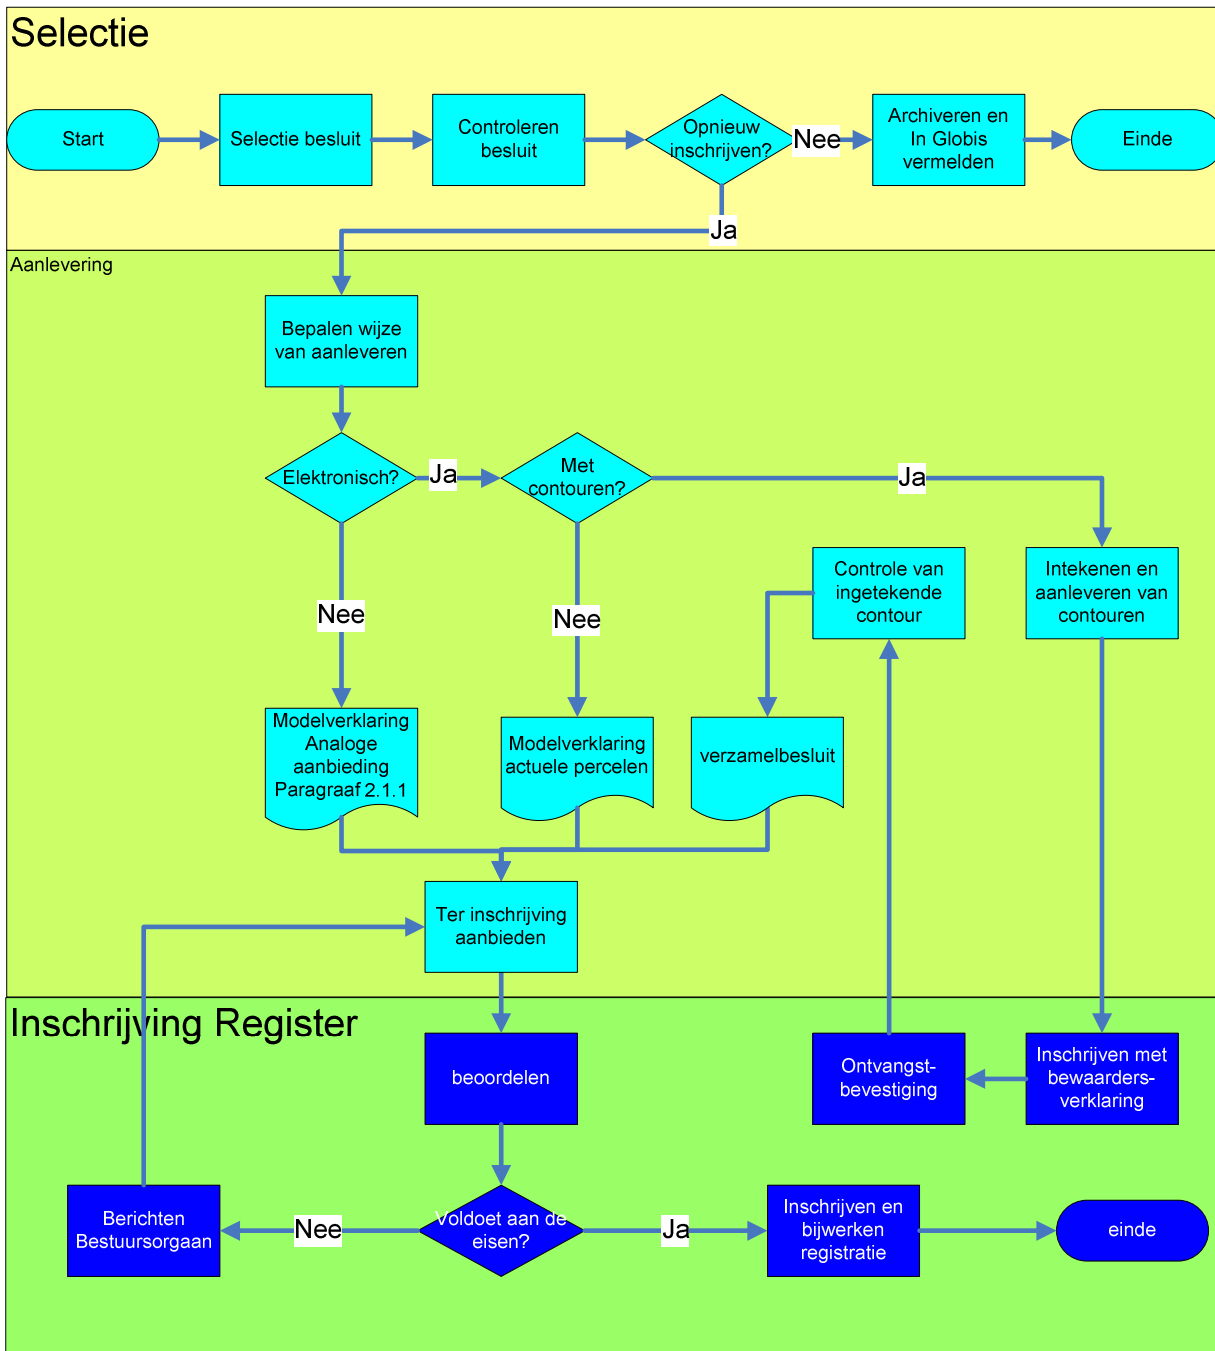 Selectie
Start
Selectie besluit
Controleren
besluit
Opnieuw
inschrijven?
Nee
Archiveren en
In Globis
vermelden
Einde
Ja
Aanlevering
Bepalen wijze
van aanleveren
Elektronisch?
Ja
Met
contouren?
Ja
Nee
Nee
Controle van
ingetekende
contour
Intekenen en
aanleveren van
contouren
Modelverklaring
Analoge
aanbieding
Paragraaf 2.1.1
Modelverklaring
actuele percelen
verzamelbesluit
Ter inschrijving
aanbieden
Inschrijving Register
beoordelen
Ontvangst-
bevestiging
Inschrijven met
bewaarders-
verklaring
Berichten
Bestuursorgaan
Nee
Voldoet aan de
eisen?
Ja
Inschrijven en
bijwerken
registratie
einde